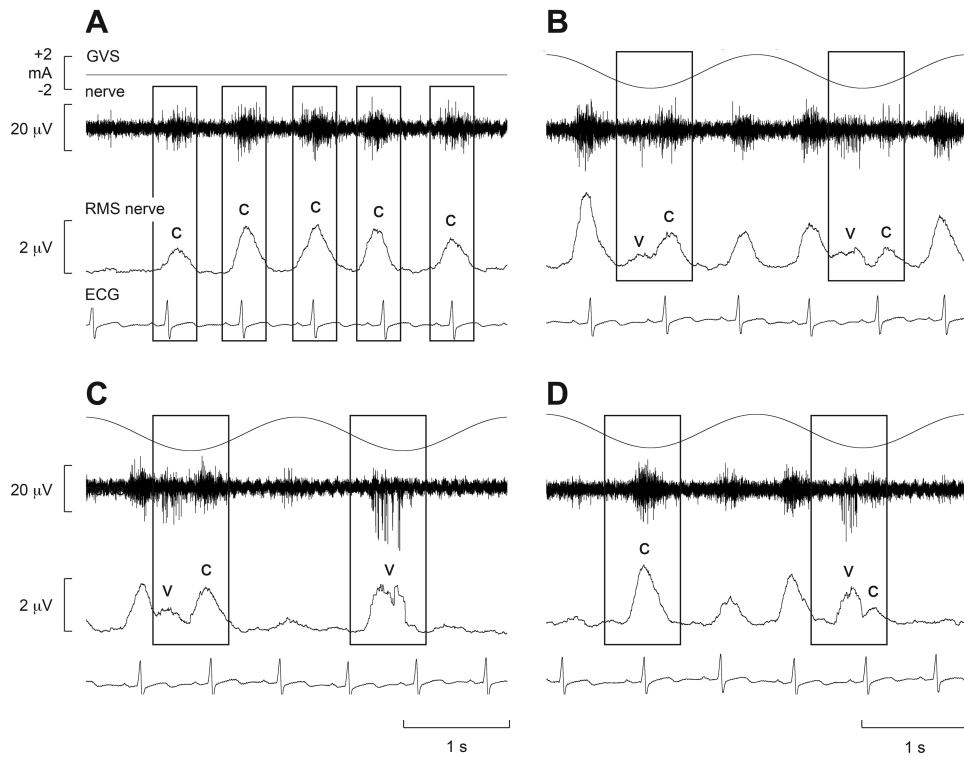 A
B
+2
mA
-2
GVS
nerve
20 µV
RMS nerve
c c c c c
v c v c
2 µV
ECG
C
D
20 µV
v c v
c v c
2 µV
1 s
1 s